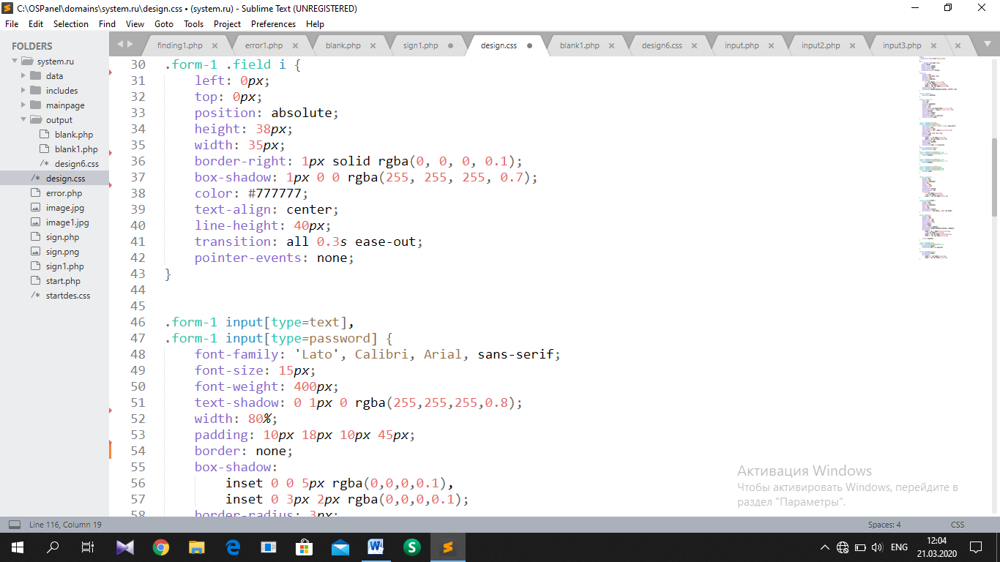 C:\OSPanel\domains\system.ru\design.css • (system.ru) - Sublime Text (UNREGISTERED)
File Edit Selection Find View Goto Tools Project Preferences Help
FOLDERS
system.ru
data
includes
mainpage
output
blank.php
blank1.php
/* design6.css
/* design.css
error.php
image.jpg
image1.jpg
sign.php
sign.png
sign1.php
start.php
/* startdes.css
finding1.php error1.php blank.php sign1.php design.css blank1.php design6.css input.php input2.php input3.php
30 .form-1 .field i {
31 left: 0px;
32 top: 0px;
33 position: absolute;
34 height: 38px;
35 width: 35px;
36 border-right: 1px solid rgba(0, 0, 0, 0.1);
37 box-shadow: 1px 0 0 rgba(255, 255, 255, 0.7);
38 color: #777777;
39 text-align: center;
40 line-height: 40px;
41 transition: all 0.3s ease-out;
42 pointer-events: none;
43 }
44
45
46 .form-1 input[type=text],
47 .form-1 input[type=password] {
48 font-family: 'Lato', Calibri, Arial, sans-serif;
49 font-size: 15px;
50 font-weight: 400px;
51 text-shadow: 0 1px 0 rgba(255,255,255,0.8);
52 width: 80%;
53 padding: 10px 18px 10px 45px;
54 border: none;
55 box-shadow:
56 inset 0 0 5px rgba(0,0,0,0.1),
57 inset 0 3px 2px rgba(0,0,0,0.1);
58 border-radius: 3px;
Активация Windows
Чтобы активировать Windows, перейдите в
раздел "Параметры".
Line 116, Column 19 Spaces: 4 CSS
ENG 12:04
21.03.2020